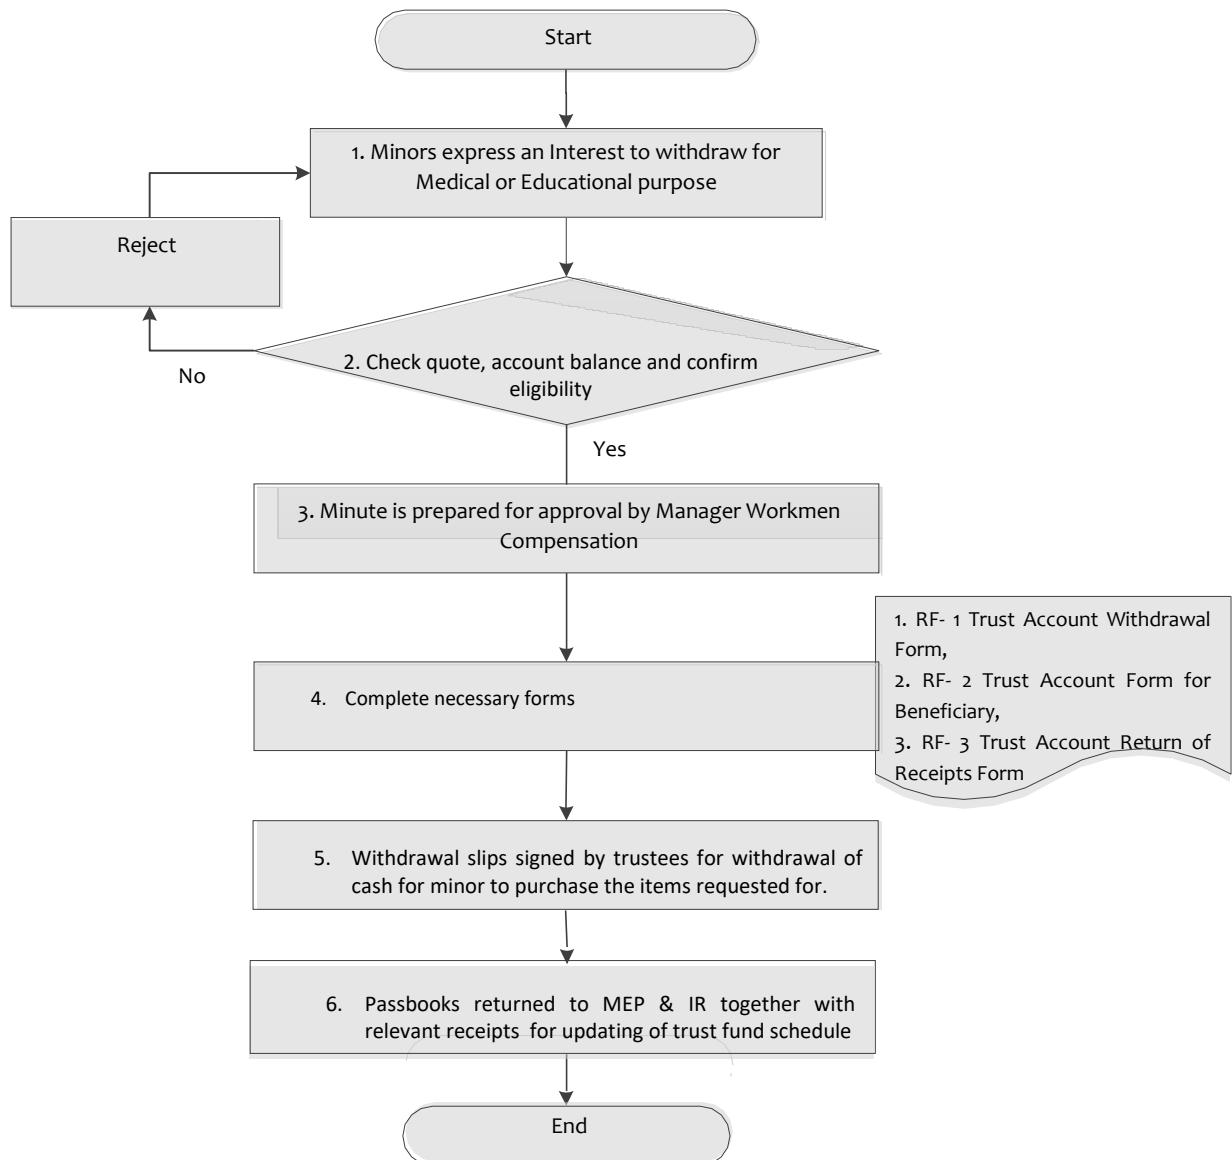 Start
1. Minors express an Interest to withdraw for
Medical or Educational purpose
Reject
2. Check quote, account balance and confirm
eligibility
No
Yes
3. Minute is prepared for approval by Manager Workmen
Compensation
1. RF- 1 Trust Account Withdrawal
Form,
2. RF- 2 Trust Account Form for
Beneficiary,
3. RF- 3 Trust Account Return of
Receipts Form
4. Complete necessary forms
5. Withdrawal slips signed by trustees for withdrawal of
cash for minor to purchase the items requested for.
6. Passbooks returned to MEP & IR together with
relevant receipts for updating of trust fund schedule
End